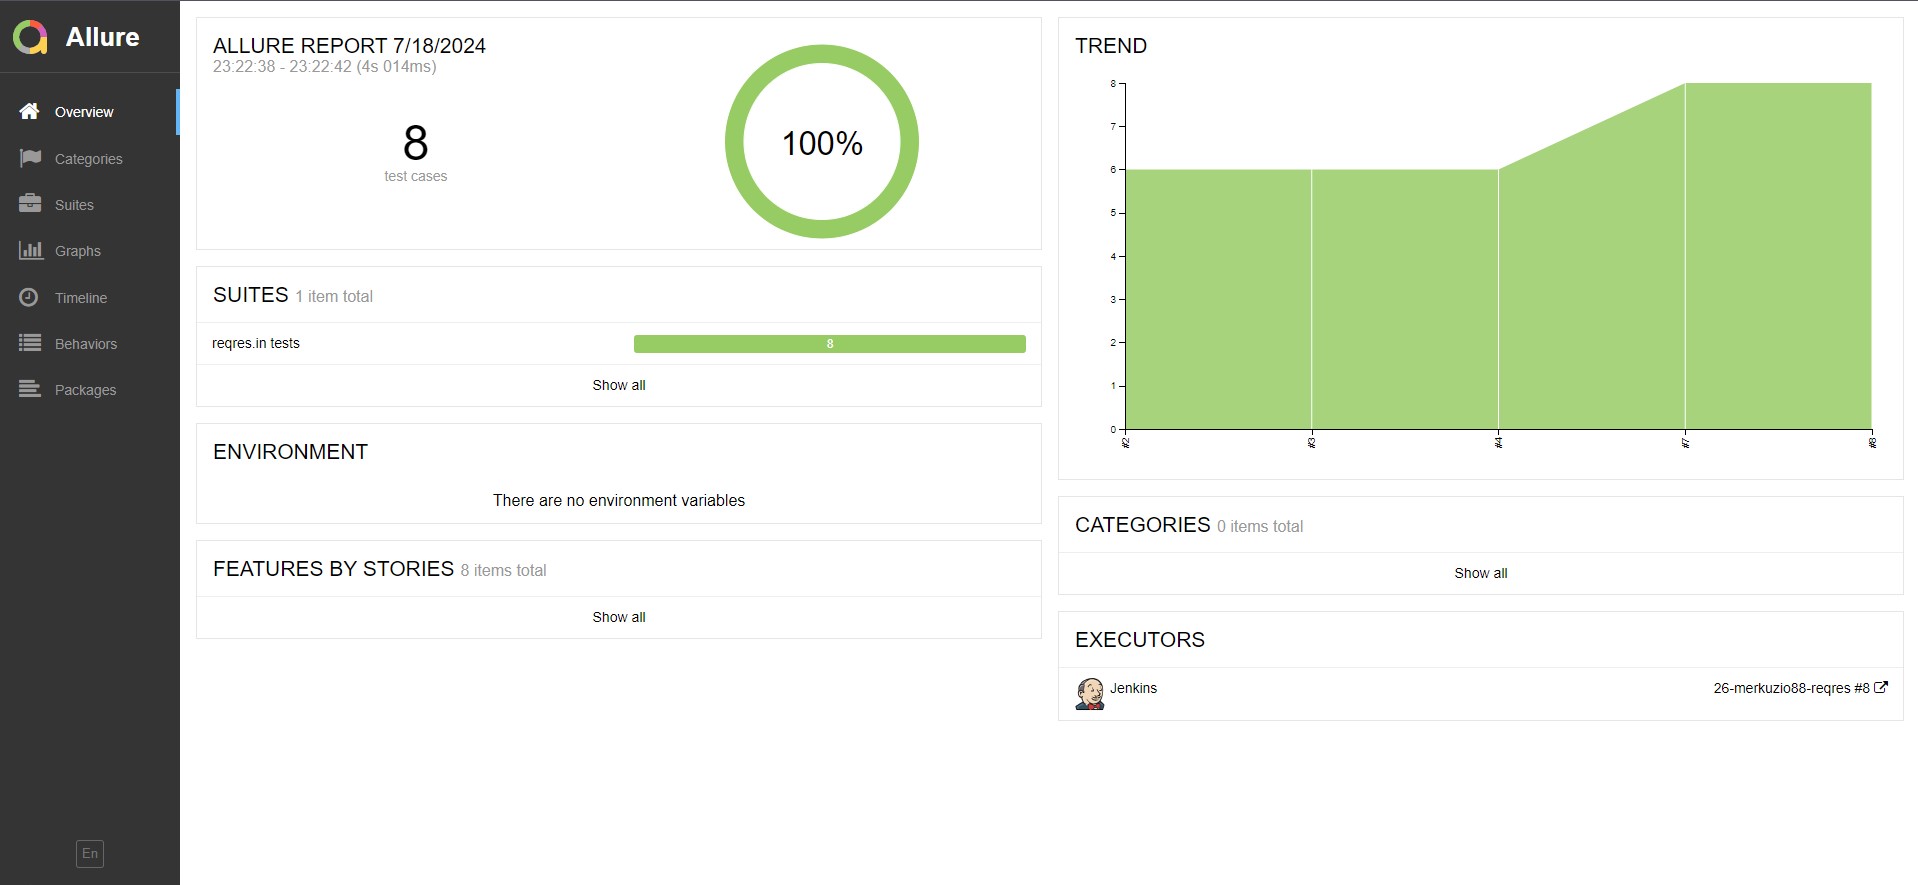 Allure
Overview
Categories
Suites
Graphs
Timeline
Behaviors
Packages
En
ALLURE REPORT 7/18/2024
23:22:38 - 23:22:42 (4s 014ms)
8
test cases
100%
SUITES 1 item total
reqres.in tests
8
Show all
ENVIRONMENT
There are no environment variables
FEATURES BY STORIES 8 items total
Show all
TREND
8
7
6
5
4
3
2
1
0
#2
#3
#4
#7
#8
CATEGORIES 0 items total
Show all
EXECUTORS
Jenkins
26-merkuzio88-reqres #8